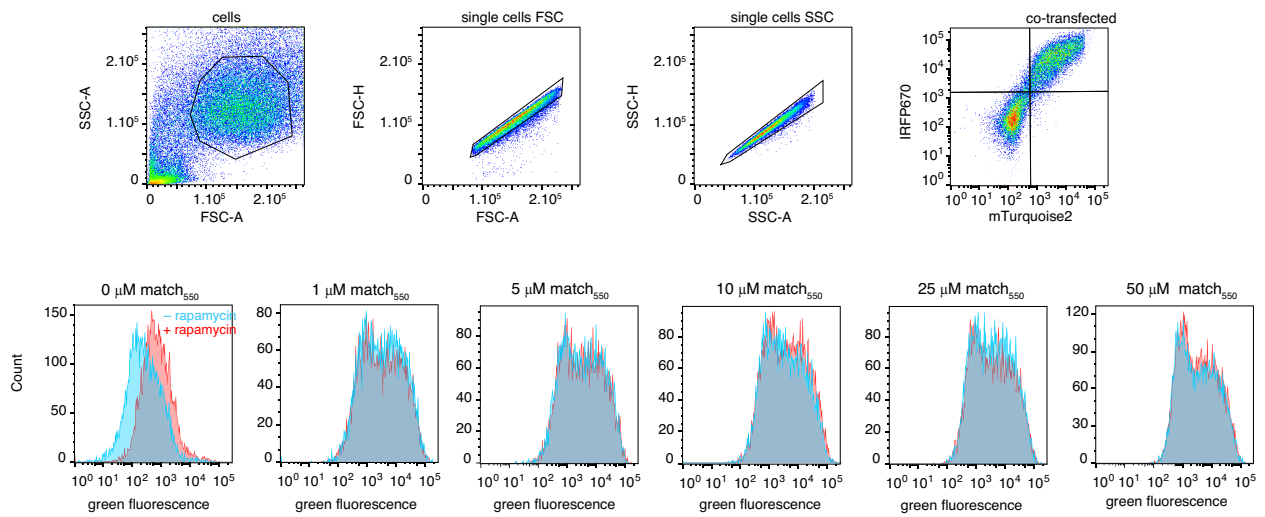 cells
single cells FSC
single cells SSC
co-transfected
SSC-A
2.10⁵
1.10⁵
0
0 1.10⁵ 2.10⁵
FSC-A
FSC-H
2.10⁵
1.10⁵
0
0 1.10⁵ 2.10⁵
FSC-A
SSC-H
2.10⁵
1.10⁵
0
0 1.10⁵ 2.10⁵
SSC-A
IRFP670
10⁵
10⁴
10³
10²
10¹
10⁰
10⁰ 10¹ 10² 10³ 10⁴ 10⁵
mTurquoise2
0 μM match₅₅₀
– rapamycin
+ rapamycin
Count
150
100
50
0
10⁰ 10¹ 10² 10³ 10⁴ 10⁵
green fluorescence
1 μM match₅₅₀
80
60
40
20
0
10⁰ 10¹ 10² 10³ 10⁴ 10⁵
green fluorescence
5 μM match₅₅₀
80
60
40
20
0
10⁰ 10¹ 10² 10³ 10⁴ 10⁵
green fluorescence
10 μM match₅₅₀
80
60
40
20
0
10⁰ 10¹ 10² 10³ 10⁴ 10⁵
green fluorescence
25 μM match₅₅₀
80
60
40
20
0
10⁰ 10¹ 10² 10³ 10⁴ 10⁵
green fluorescence
50 μM match₅₅₀
120
90
60
30
0
10⁰ 10¹ 10² 10³ 10⁴ 10⁵
green fluorescence